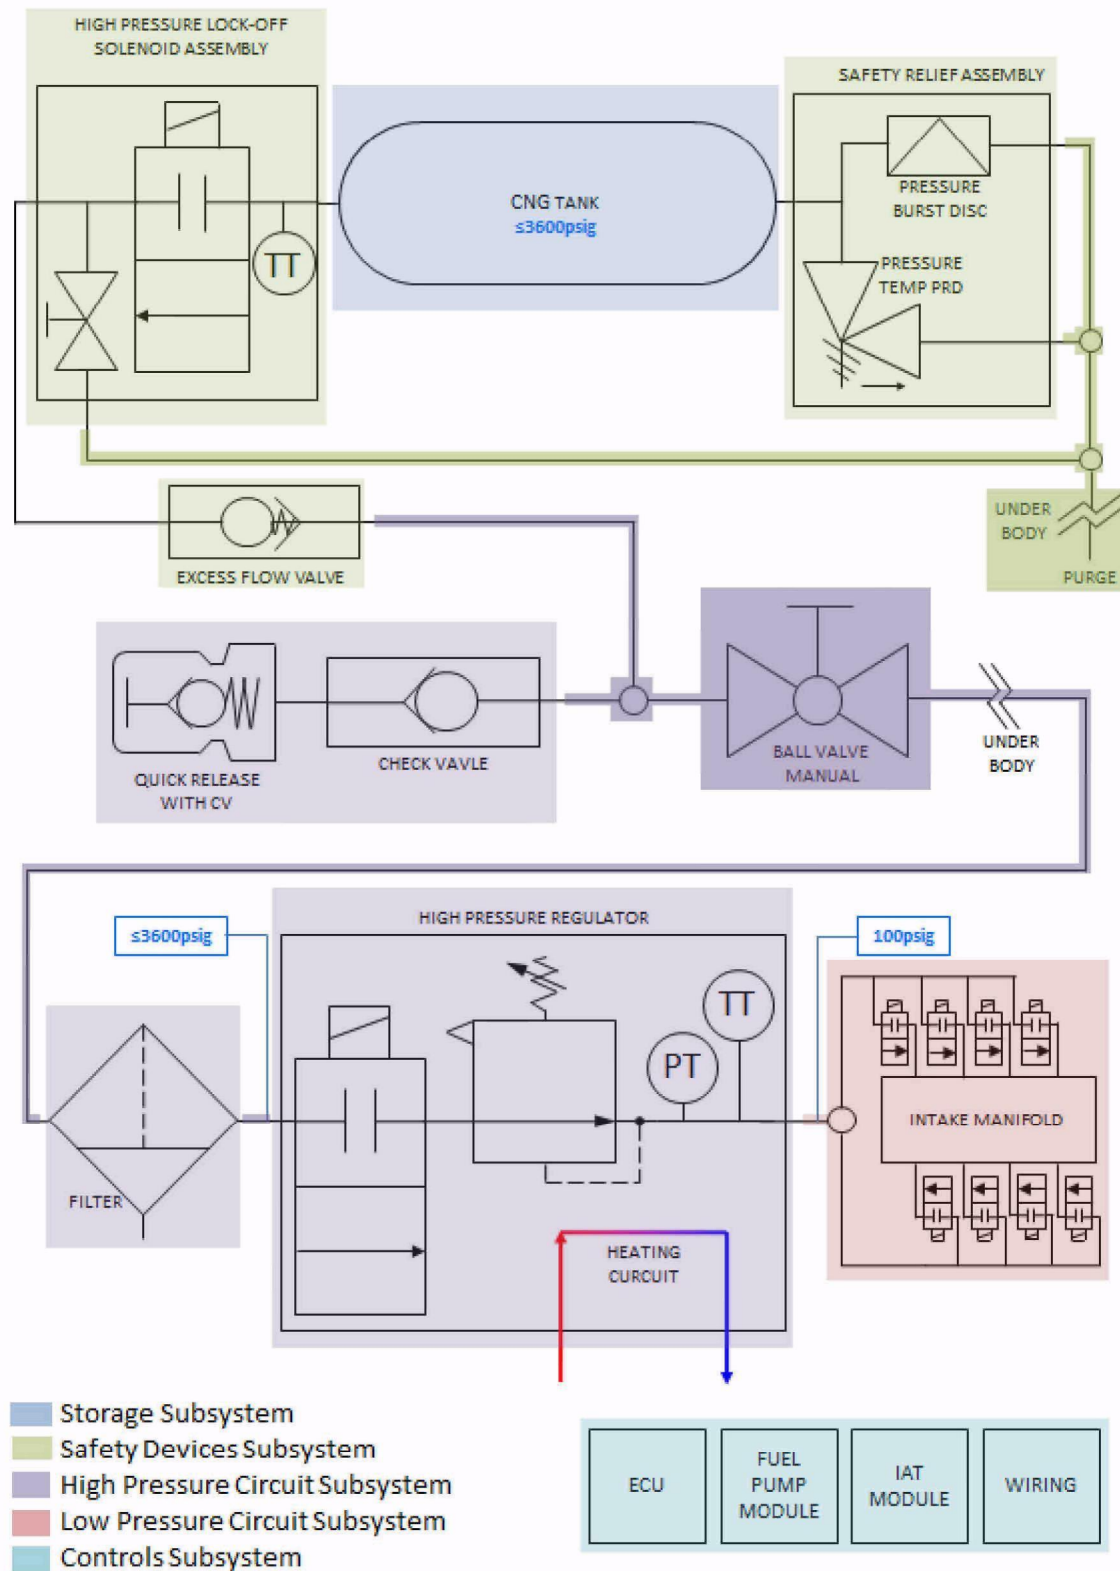 HIGH PRESSURE LOCK-OFF
SOLENOID ASSEMBLY
SAFETY RELIEF ASSEMBLY
TT
CNG TANK
≤3600psig
PRESSURE
BURST DISC
PRESSURE
TEMP PRD
UNDER
BODY
PURGE
EXCESS FLOW VALVE
QUICK RELEASE
WITH CV
CHECK VAVLE
BALL VALVE
MANUAL
UNDER
BODY
HIGH PRESSURE REGULATOR
≤3600psig
100psig
FILTER
PT
TT
HEATING
CURCUIT
INTAKE MANIFOLD
Storage Subsystem
Safety Devices Subsystem
High Pressure Circuit Subsystem
Low Pressure Circuit Subsystem
Controls Subsystem
ECU
FUEL
PUMP
MODULE
IAT
MODULE
WIRING